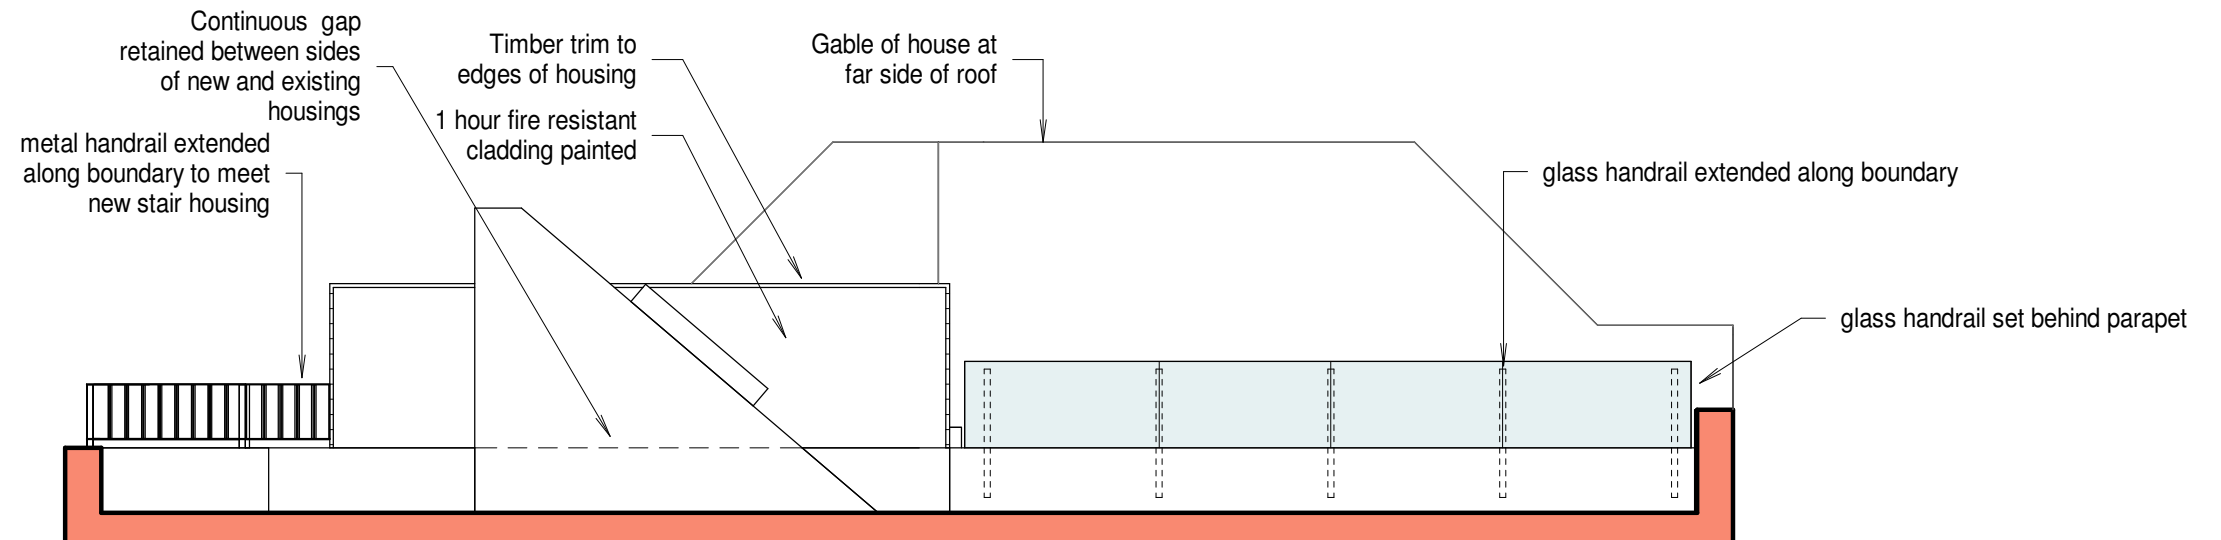 Continuous gap
retained between sides
of new and existing
housings
metal handrail extended
along boundary to meet
new stair housing
Timber trim to
edges of housing
1 hour fire resistant
cladding painted
Gable of house at
far side of roof
glass handrail extended along boundary
glass handrail set behind parapet